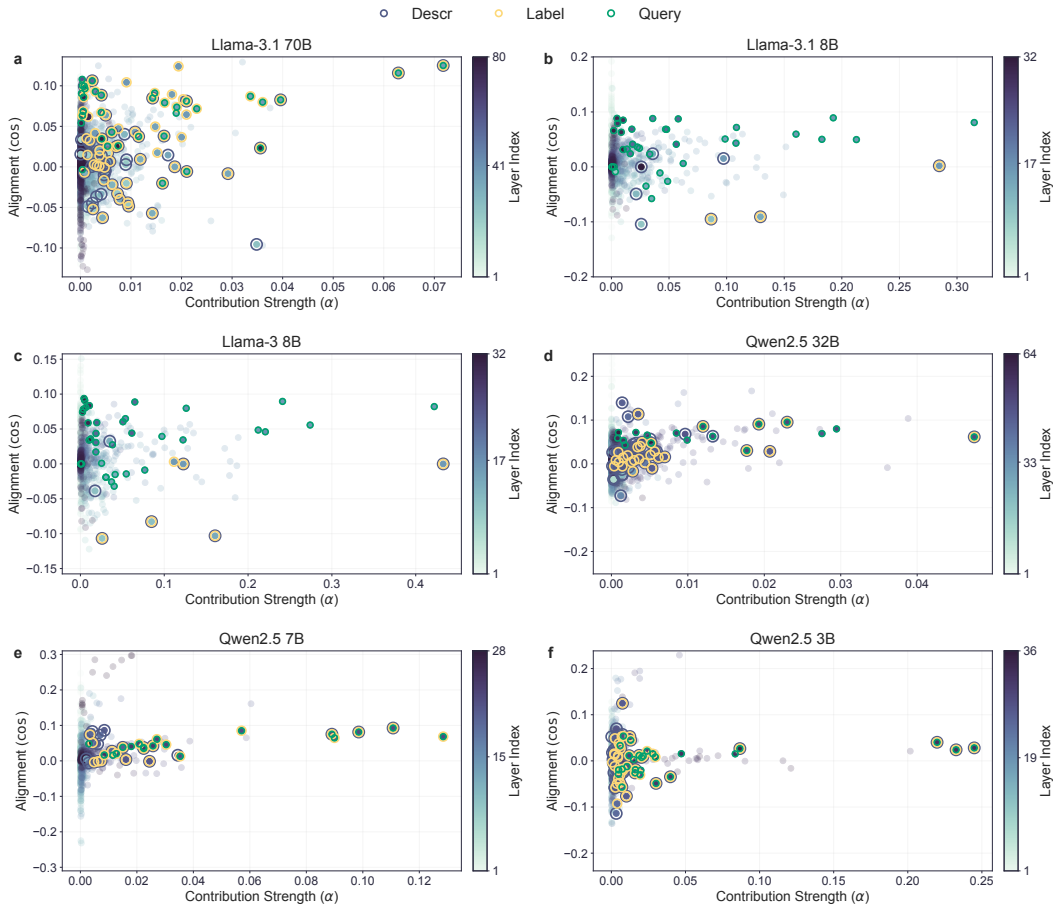 Descr Label Query
a Llama-3.1 70B
0.10
0.05
0.00
−0.05
−0.10
Alignment (cos)
0.00 0.01 0.02 0.03 0.04 0.05 0.06 0.07
Contribution Strength (α)
80
41
1
Layer Index
b Llama-3.1 8B
0.2
0.1
0.0
−0.1
−0.2
Alignment (cos)
0.00 0.05 0.10 0.15 0.20 0.25 0.30
Contribution Strength (α)
32
17
1
Layer Index
c Llama-3 8B
0.15
0.10
0.05
0.00
−0.05
−0.10
−0.15
Alignment (cos)
0.0 0.1 0.2 0.3 0.4
Contribution Strength (α)
32
17
1
Layer Index
d Qwen2.5 32B
0.2
0.1
0.0
−0.1
−0.2
Alignment (cos)
0.00 0.01 0.02 0.03 0.04
Contribution Strength (α)
64
33
1
Layer Index
e Qwen2.5 7B
0.3
0.2
0.1
0.0
−0.1
−0.2
−0.3
Alignment (cos)
0.00 0.02 0.04 0.06 0.08 0.10 0.12
Contribution Strength (α)
28
15
1
Layer Index
f Qwen2.5 3B
0.2
0.1
0.0
−0.1
−0.2
Alignment (cos)
0.00 0.05 0.10 0.15 0.20 0.25
Contribution Strength (α)
36
19
1
Layer Index